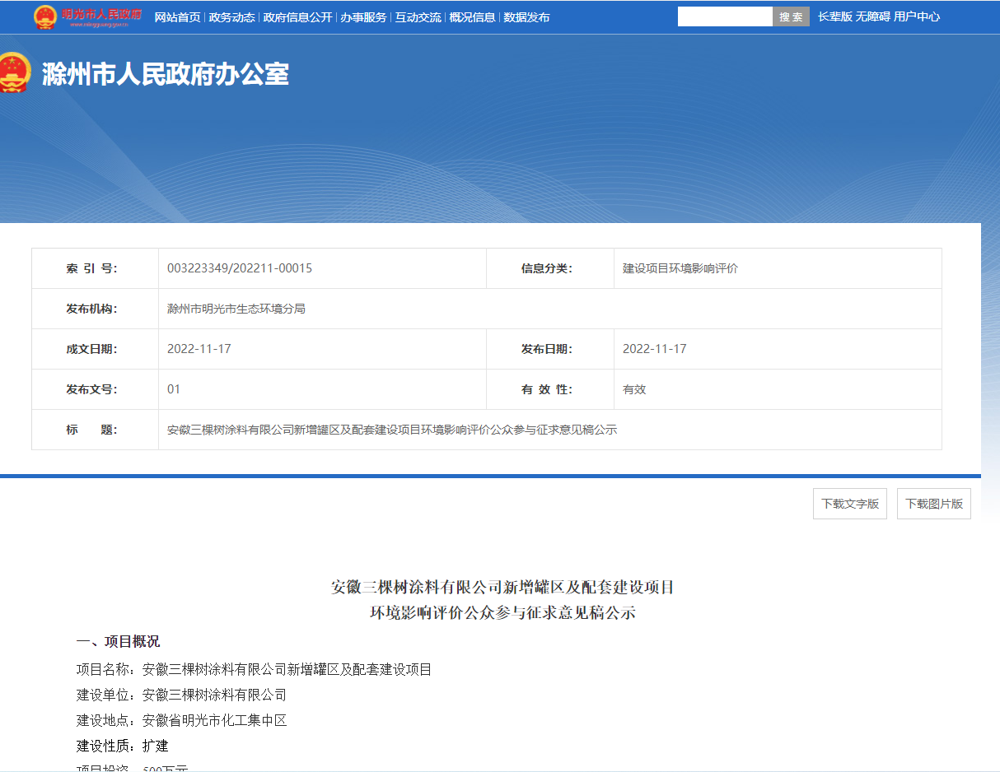 明光市人民政府
www.mingguang.gov.cn
网站首页 | 政务动态 | 政府信息公开 | 办事服务 | 互动交流 | 概况信息 | 数据发布
搜 索
长辈版 无障碍 用户中心
滁州市人民政府办公室
索 引 号： 003223349/202211-00015 信息分类： 建设项目环境影响评价
发布机构： 滁州市明光市生态环境分局
成文日期： 2022-11-17 发布日期： 2022-11-17
发布文号： 01 有 效 性： 有效
标 题： 安徽三棵树涂料有限公司新增罐区及配套建设项目环境影响评价公众参与征求意见稿公示
下载文字版 下载图片版
安徽三棵树涂料有限公司新增罐区及配套建设项目
环境影响评价公众参与征求意见稿公示
一、项目概况
项目名称：安徽三棵树涂料有限公司新增罐区及配套建设项目
建设单位：安徽三棵树涂料有限公司
建设地点：安徽省明光市化工集中区
建设性质：扩建
项目投资 500万元